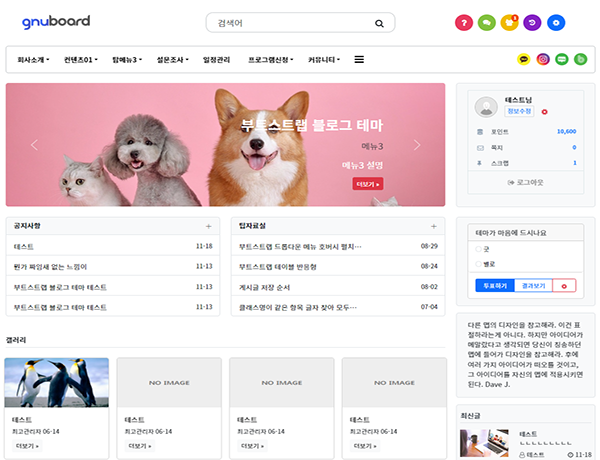 gnuboard
검색어
3
회사소개
컨텐츠01
탑메뉴3
설문조사
일정관리
프로그램신청
커뮤니티
부트스트랩 블로그 테마
메뉴3
메뉴3 설명
더보기 »
테스트님
정보수정
포인트 10,600
쪽지 0
스크랩 1
로그아웃
공지사항 +
테스트 11-18
뭔가 짜임새 없는 느낌이 11-13
부트스트랩 블로그 테마 테스트 11-13
부트스트랩 블로그 테마 테스트 11-13
팁자료실 +
부트스트랩 드롭다운 메뉴 호버시 펼치… 08-29
부트스트랩 테이블 반응형 08-24
게시글 저장 순서 08-02
클래스명이 같은 항목 글자 찾아 모두… 07-04
테마가 마음에 드시나요
굿
별로
투표하기 결과보기
다른 앱의 디자인을 참고해라. 이건 표
절하라는게 아니다. 하지만 아이디어가
메말랐다고 생각되면 당신이 칭송하던
앱에 들어가 디자인을 참고해라. 후에
여러 가지 아이디어가 떠오를 것이고,
그 아이디어를 자신의 앱에 적용시키면
된다. Dave J.
갤러리
NO IMAGE
NO IMAGE
NO IMAGE
테스트
최고관리자 06-14
더보기 »
테스트
최고관리자 06-14
더보기 »
테스트
최고관리자 06-14
더보기 »
테스트
최고관리자 06-14
더보기 »
최근글
테스트
테스트 11-18